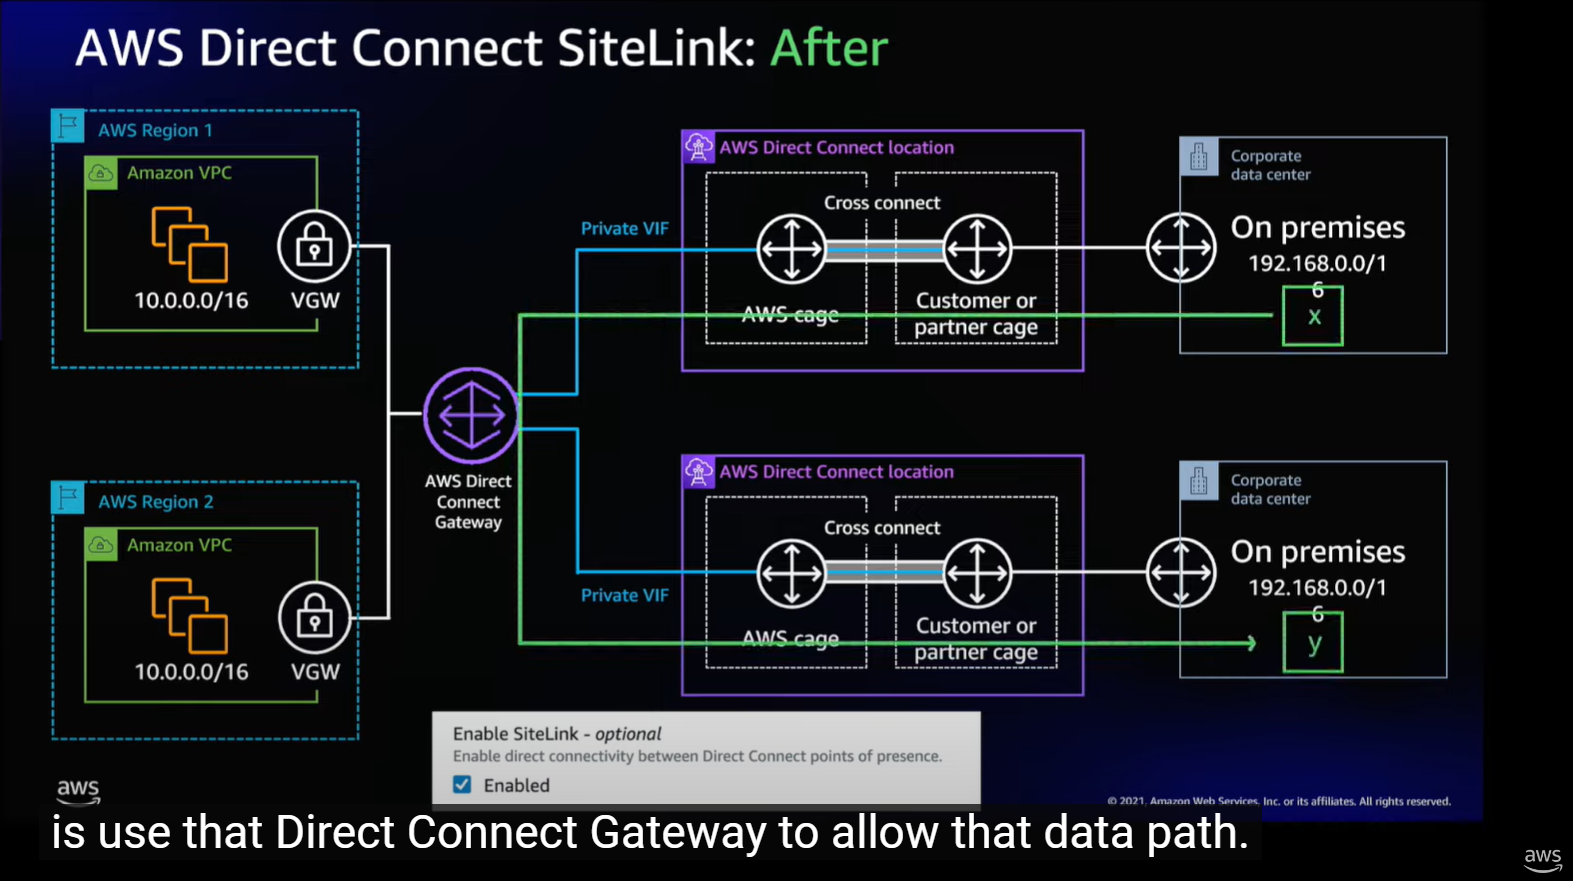 AWS Direct Connect SiteLink: After
AWS Region 1
Amazon VPC
10.0.0.0/16
VGW
AWS Region 2
Amazon VPC
10.0.0.0/16
VGW
AWS Direct
Connect
Gateway
Private VIF
Private VIF
AWS Direct Connect location
Cross connect
AWS cage
Customer or
partner cage
Corporate
data center
On premises
192.168.0.0/1
6
x
AWS Direct Connect location
Cross connect
AWS cage
Customer or
partner cage
Corporate
data center
On premises
192.168.0.0/1
6
y
Enable SiteLink - optional
Enable direct connectivity between Direct Connect points of presence.
Enabled
aws
© 2021, Amazon Web Services, Inc. or its affiliates. All rights reserved.
is use that Direct Connect Gateway to allow that data path.
aws